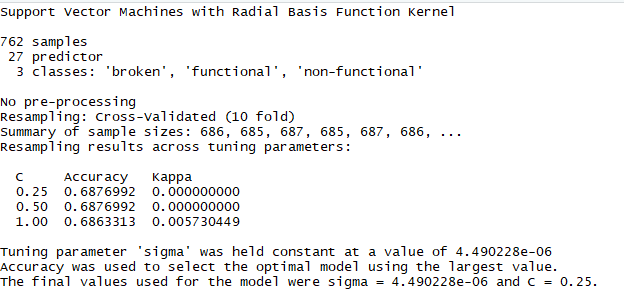 Support Vector Machines with Radial Basis Function Kernel
762 samples
27 predictor
3 classes: 'broken', 'functional', 'non-functional'
No pre-processing
Resampling: Cross-Validated (10 fold)
Summary of sample sizes: 686, 685, 687, 685, 687, 686, ...
Resampling results across tuning parameters:
C Accuracy Kappa
0.25 0.6876992 0.000000000
0.50 0.6876992 0.000000000
1.00 0.6863313 0.005730449
Tuning parameter 'sigma' was held constant at a value of 4.490228e-06
Accuracy was used to select the optimal model using the largest value.
The final values used for the model were sigma = 4.490228e-06 and C = 0.25.